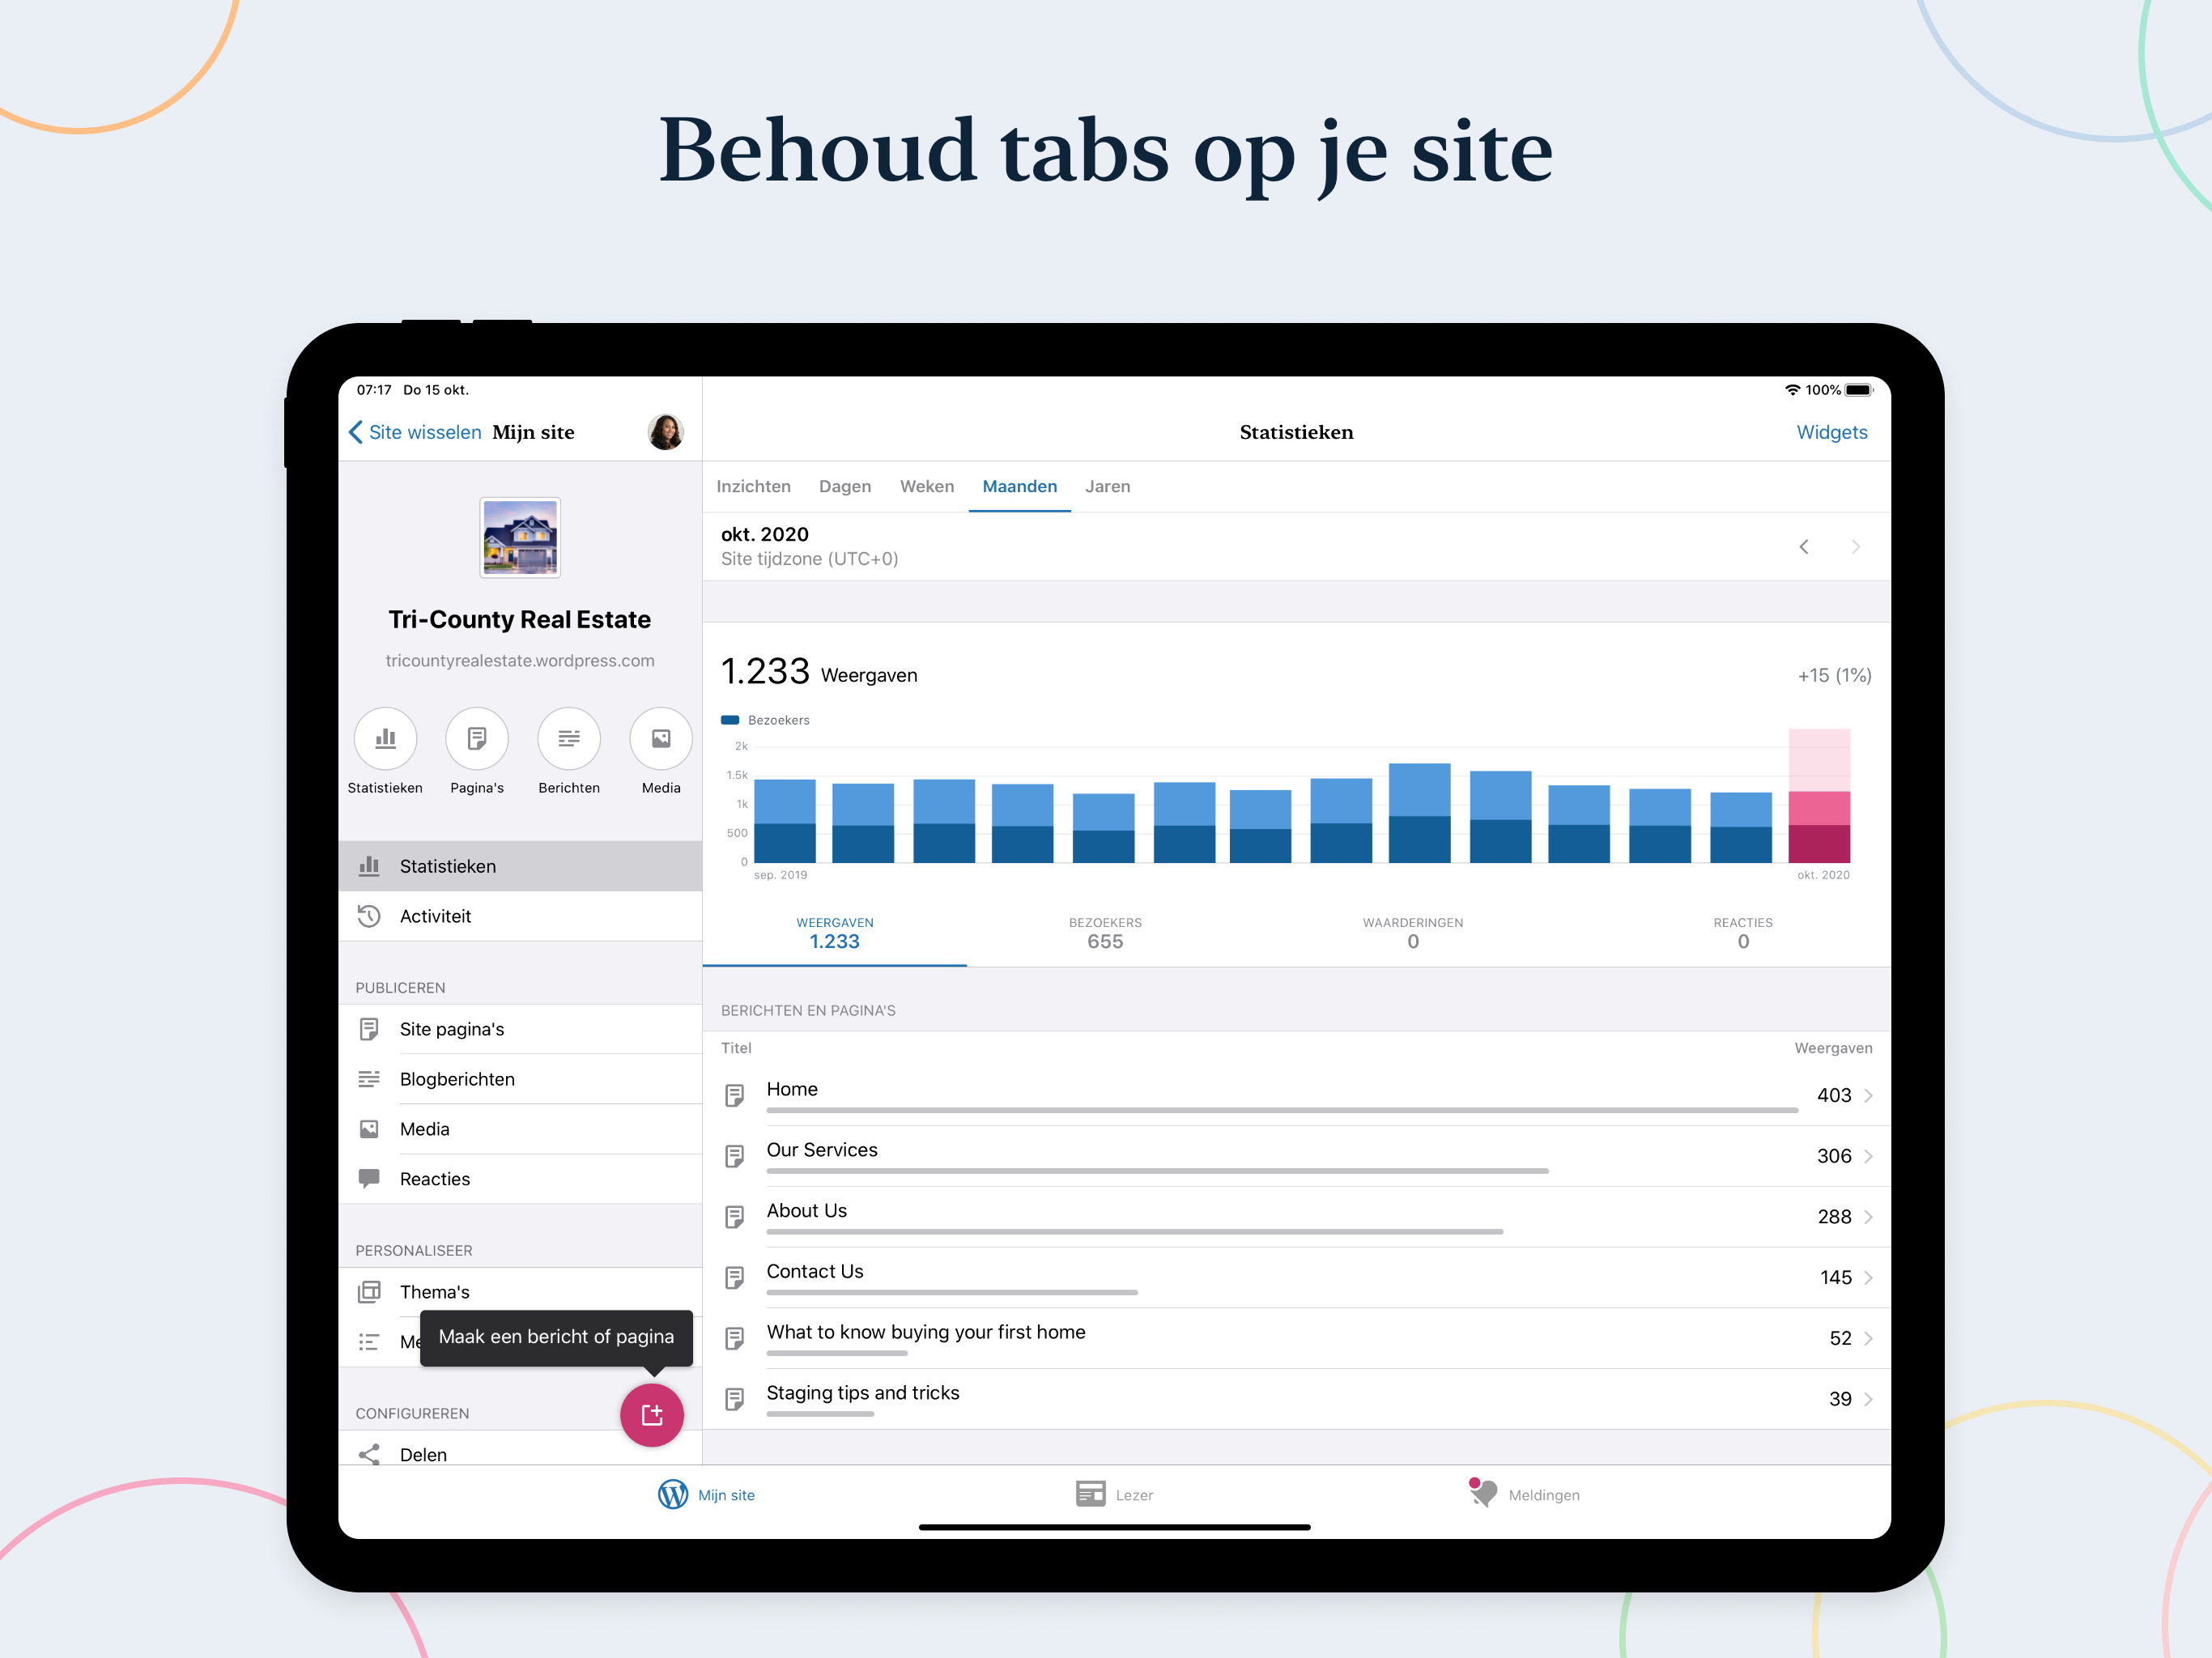 Behoud tabs op je site
07:17 Do 15 okt.
100%
Site wisselen Mijn site
Statistieken
Widgets
Tri-County Real Estate
tricountyrealestate.wordpress.com
Statistieken Pagina's Berichten Media
Statistieken
Activiteit
PUBLICEREN
Site pagina's
Blogberichten
Media
Reacties
PERSONALISEER
Thema's
Me
Maak een bericht of pagina
CONFIGUREREN
Delen
Inzichten Dagen Weken Maanden Jaren
okt. 2020
Site tijdzone (UTC+0)
1.233 Weergaven
+15 (1%)
Bezoekers
2k
1.5k
1k
500
0
sep. 2019
okt. 2020
WEERGAVEN
1.233
BEZOEKERS
655
WAARDERINGEN
0
REACTIES
0
BERICHTEN EN PAGINA'S
Titel Weergaven
Home 403
Our Services 306
About Us 288
Contact Us 145
What to know buying your first home 52
Staging tips and tricks 39
Mijn site Lezer Meldingen